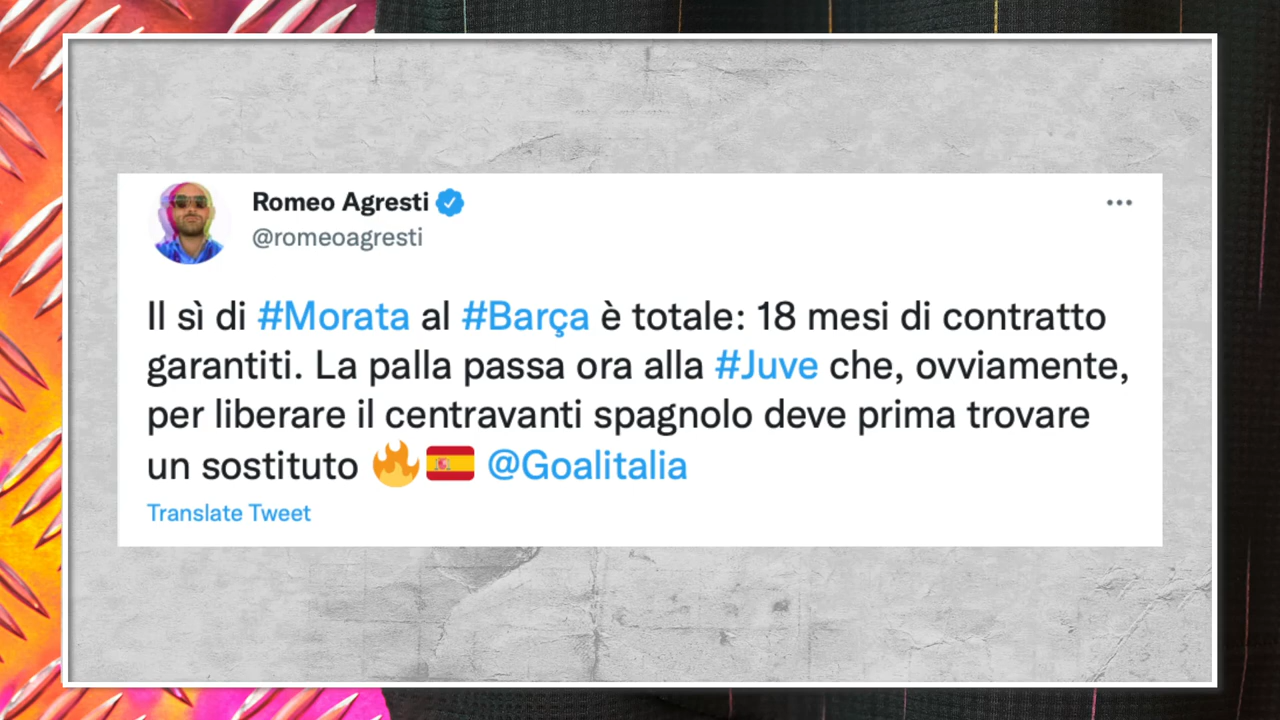 Romeo Agresti
@romeoagresti
Il sì di #Morata al #Barça è totale: 18 mesi di contratto
garantiti. La palla passa ora alla #Juve che, ovviamente,
per liberare il centravanti spagnolo deve prima trovare
un sostituto 🔥🇪🇸 @Goalitalia
Translate Tweet